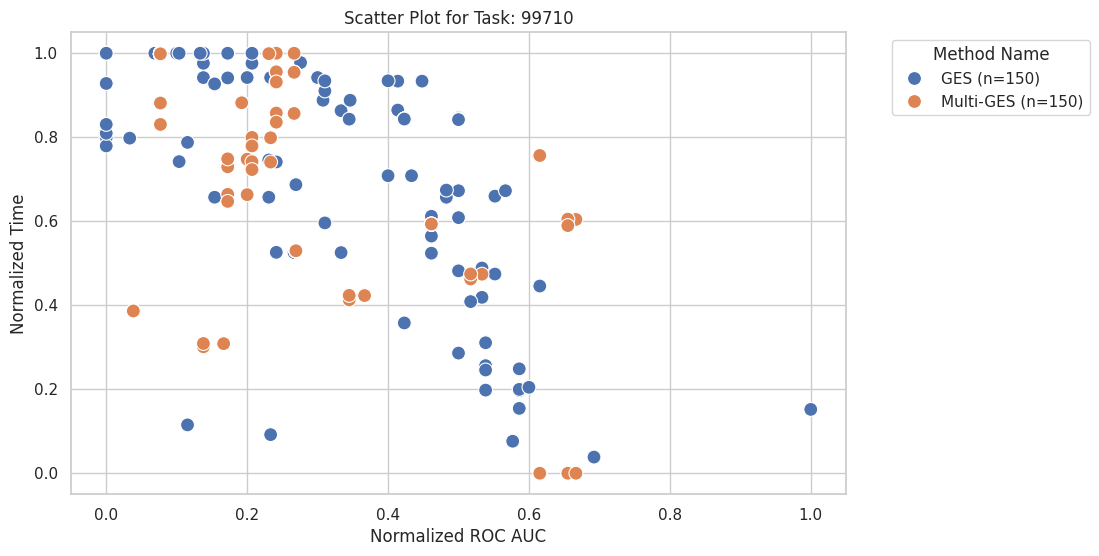 Scatter Plot for Task: 99710
Normalized Time
1.0
0.8
0.6
0.4
0.2
0.0
0.0 0.2 0.4 0.6 0.8 1.0
Normalized ROC AUC
Method Name
GES (n=150)
Multi-GES (n=150)